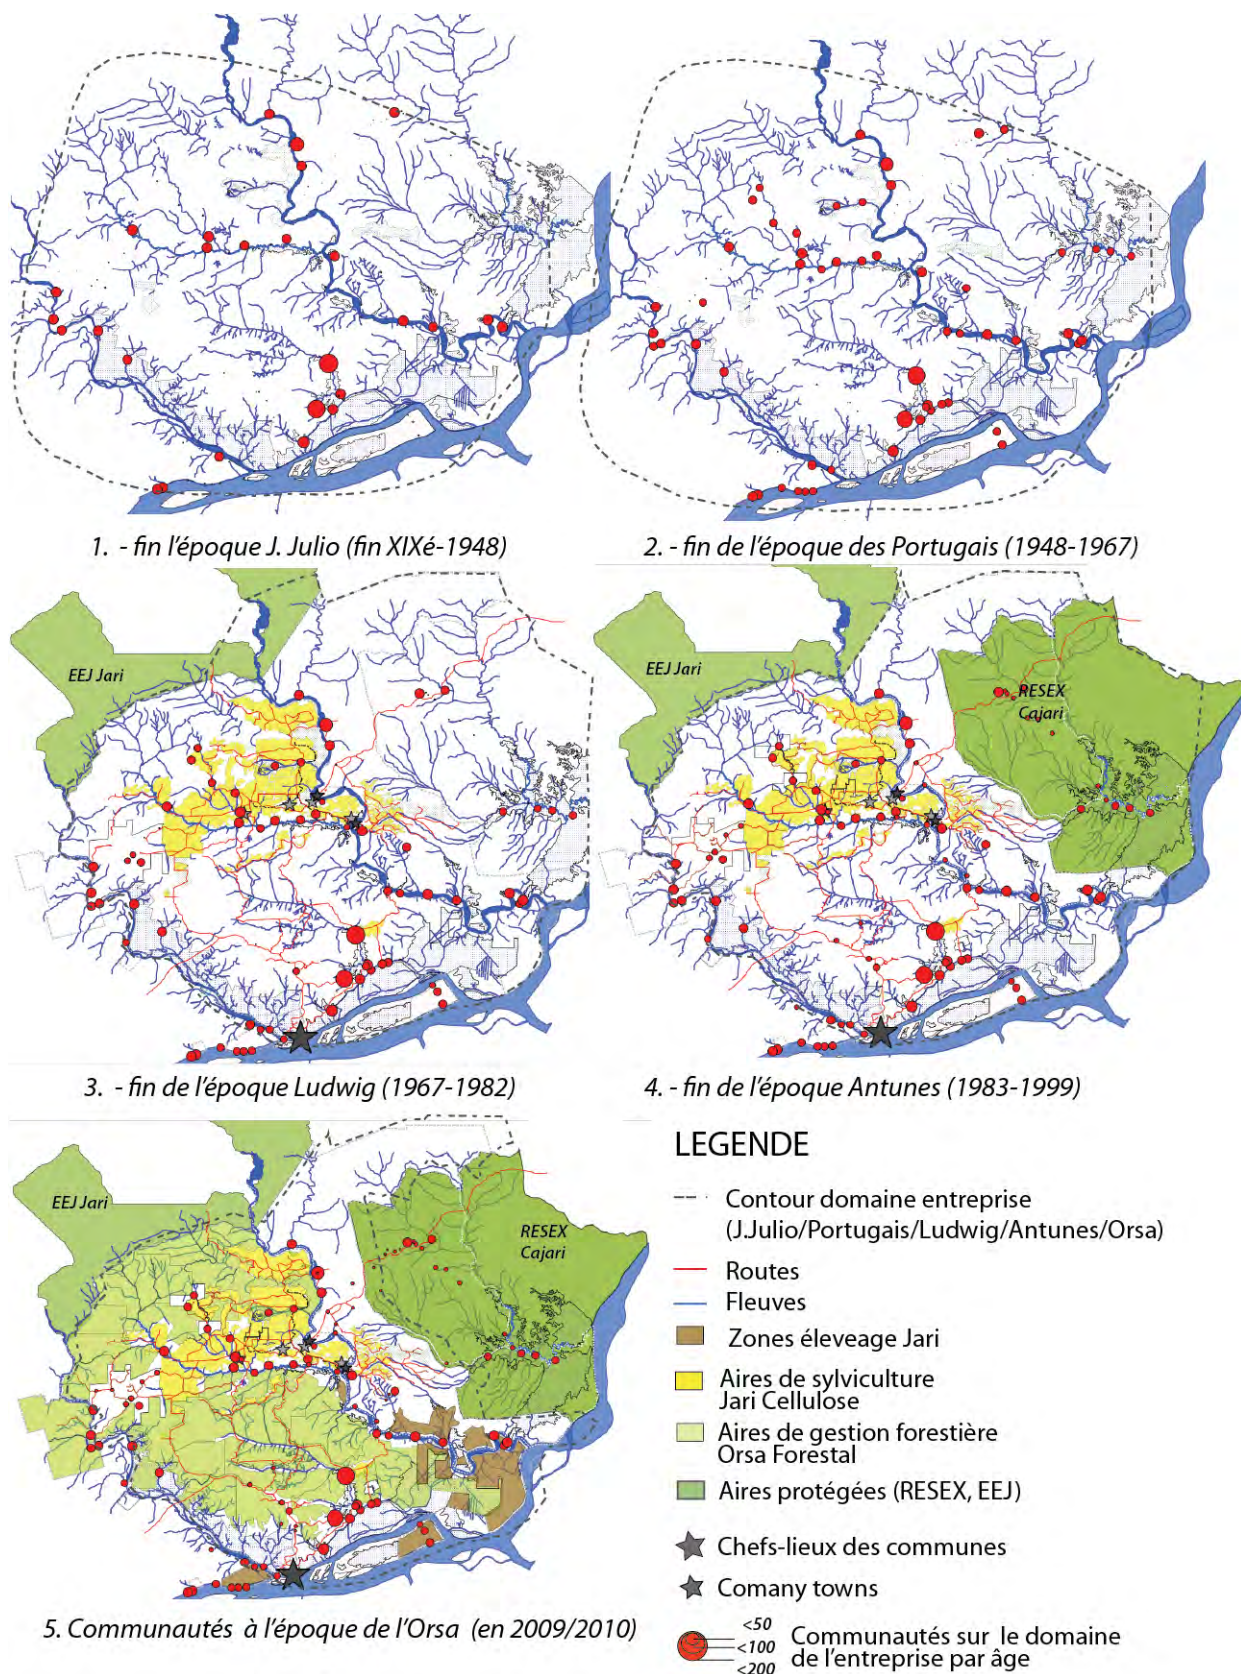 1. - fin l'époque J. Julio (fin XIXé-1948)
2. - fin de l'époque des Portugais (1948-1967)
EEJ Jari
3. - fin de l'époque Ludwig (1967-1982)
EEJ Jari
RESEX
Cajari
4. - fin de l'époque Antunes (1983-1999)
EEJ Jari
RESEX
Cajari
5. Communautés à l'époque de l'Orsa (en 2009/2010)
LEGENDE
Contour domaine entreprise
(J.Julio/Portugais/Ludwig/Antunes/Orsa)
Routes
Fleuves
Zones éleveage Jari
Aires de sylviculture
Jari Cellulose
Aires de gestion forestière
Orsa Forestal
Aires protégées (RESEX, EEJ)
Chefs-lieux des communes
Comany towns
<50
<100
<200
Communautés sur le domaine
de l'entreprise par âge